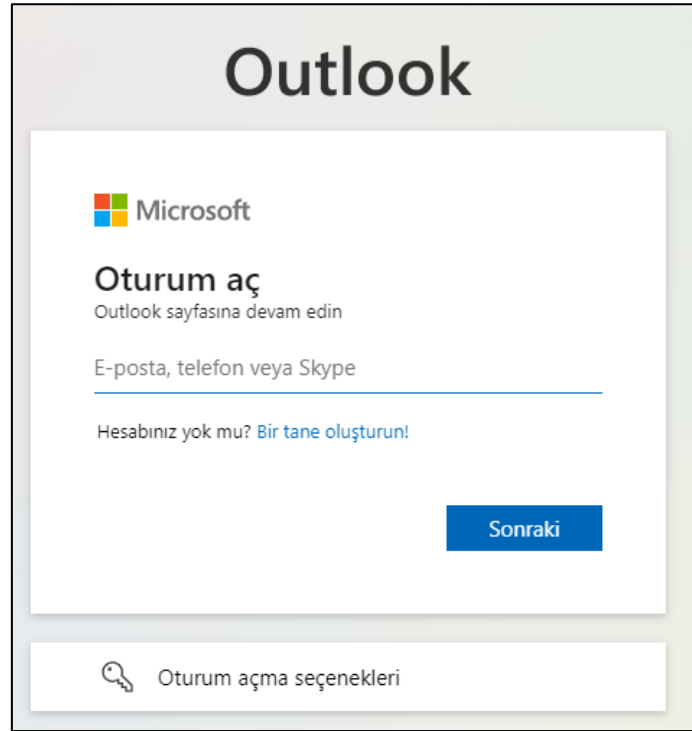 Outlook
Microsoft
Oturum aç
Outlook sayfasına devam edin
E-posta, telefon veya Skype
Hesabınız yok mu? Bir tane oluşturun!
Sonraki
Oturum açma seçenekleri